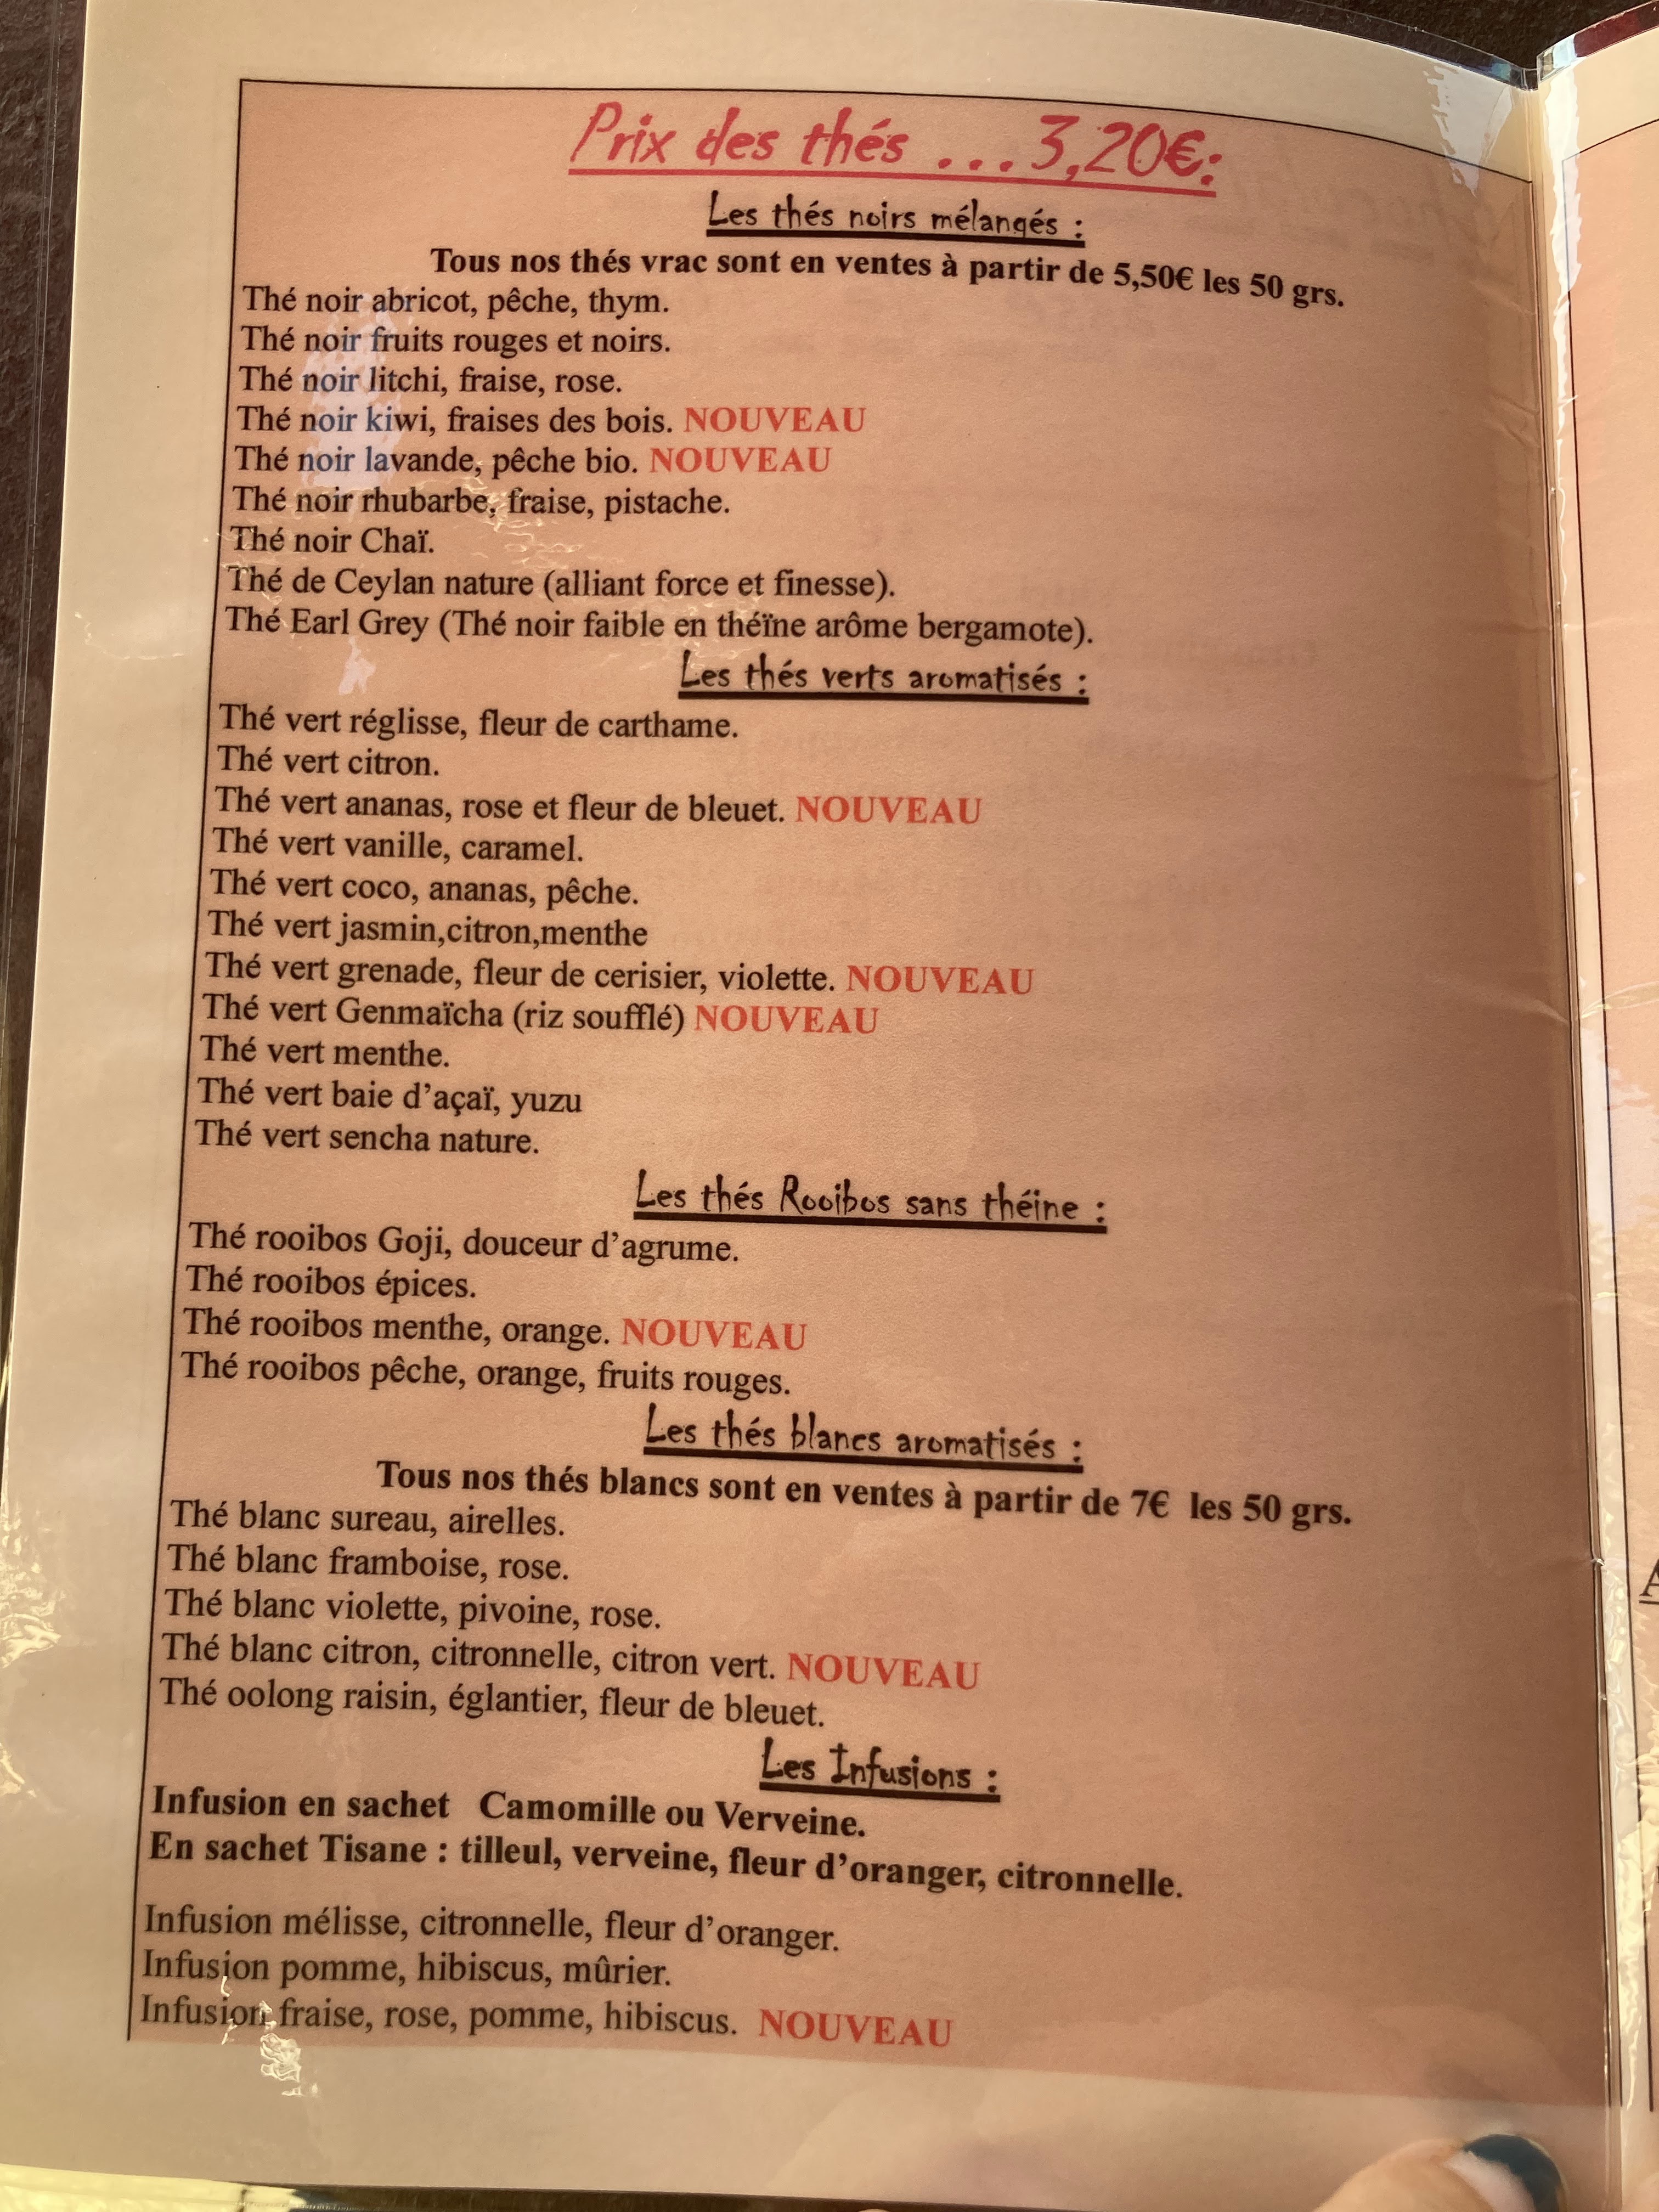 Prix des thés ...3,20€:
Les thés noirs mélangés :
Tous nos thés vrac sont en ventes à partir de 5,50€ les 50 grs.
Thé noir abricot, pêche, thym.
Thé noir fruits rouges et noirs.
Thé noir litchi, fraise, rose.
Thé noir kiwi, fraises des bois. NOUVEAU
Thé noir lavande, pêche bio. NOUVEAU
Thé noir rhubarbe, fraise, pistache.
Thé noir Chaï.
Thé de Ceylan nature (alliant force et finesse).
Thé Earl Grey (Thé noir faible en théïne arôme bergamote).
Les thés verts aromatisés :
Thé vert réglisse, fleur de carthame.
Thé vert citron.
Thé vert ananas, rose et fleur de bleuet. NOUVEAU
Thé vert vanille, caramel.
Thé vert coco, ananas, pêche.
Thé vert jasmin,citron,menthe
Thé vert grenade, fleur de cerisier, violette. NOUVEAU
Thé vert Genmaïcha (riz soufflé) NOUVEAU
Thé vert menthe.
Thé vert baie d’açaï, yuzu
Thé vert sencha nature.
Les thés Rooibos sans théine :
Thé rooibos Goji, douceur d’agrume.
Thé rooibos épices.
Thé rooibos menthe, orange. NOUVEAU
Thé rooibos pêche, orange, fruits rouges.
Les thés blancs aromatisés :
Tous nos thés blancs sont en ventes à partir de 7€ les 50 grs.
Thé blanc sureau, airelles.
Thé blanc framboise, rose.
Thé blanc violette, pivoine, rose.
Thé blanc citron, citronnelle, citron vert. NOUVEAU
Thé oolong raisin, églantier, fleur de bleuet.
Les Infusions :
Infusion en sachet Camomille ou Verveine.
En sachet Tisane : tilleul, verveine, fleur d’oranger, citronnelle.
Infusion mélisse, citronnelle, fleur d’oranger.
Infusion pomme, hibiscus, mûrier.
Infusion fraise, rose, pomme, hibiscus. NOUVEAU